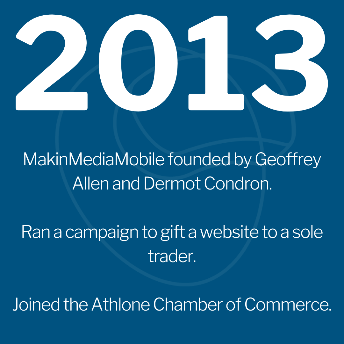 2013
MakinMediaMobile founded by Geoffrey
Allen and Dermot Condron.
Ran a campaign to gift a website to a sole
trader.
Joined the Athlone Chamber of Commerce.